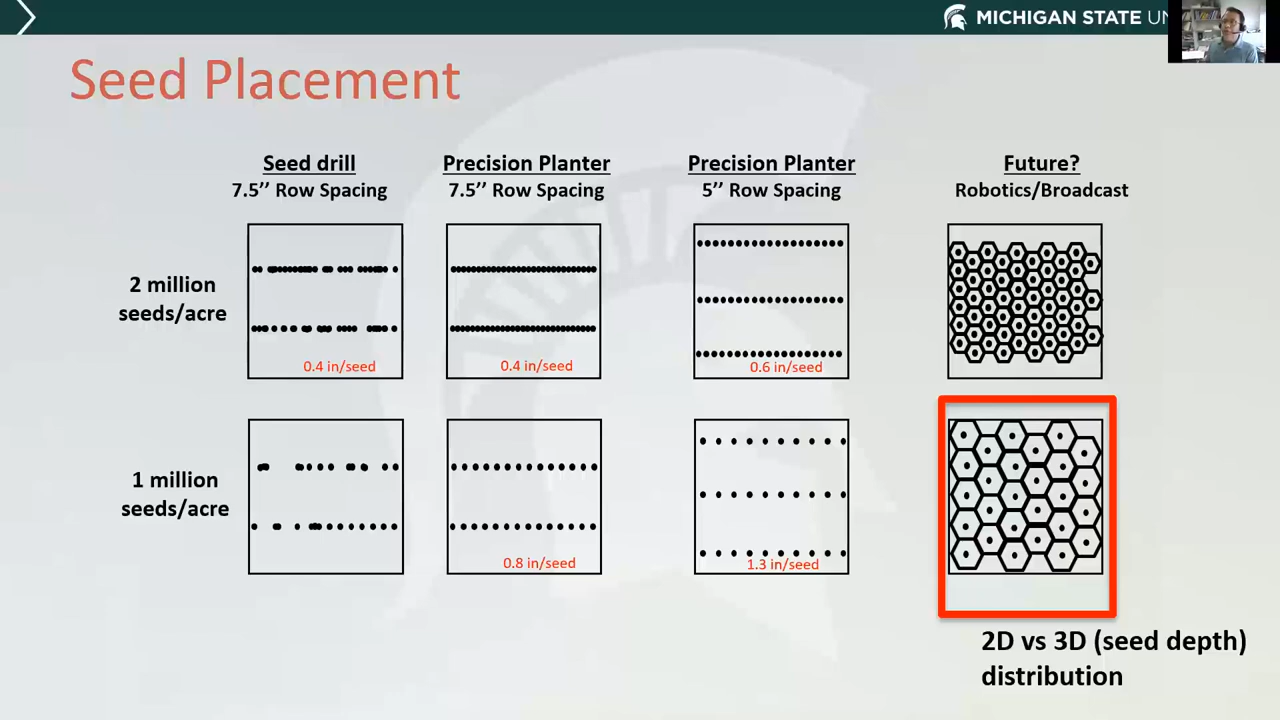 MICHIGAN STATE
Seed Placement
Seed drill
7.5’’ Row Spacing
Precision Planter
7.5’’ Row Spacing
Precision Planter
5’’ Row Spacing
Future?
Robotics/Broadcast
2 million
seeds/acre
0.4 in/seed
0.4 in/seed
0.6 in/seed
1 million
seeds/acre
0.8 in/seed
1.3 in/seed
2D vs 3D (seed depth)
distribution